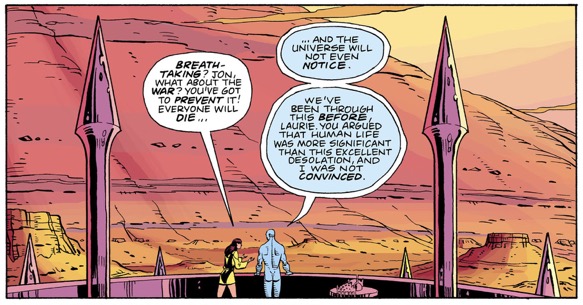 BREATH-
TAKING? JON,
WHAT ABOUT THE
WAR? YOU'VE GOT
TO PREVENT IT!
EVERYONE WILL
DIE...
...AND THE
UNIVERSE WILL
NOT EVEN
NOTICE.
WE'VE
BEEN THROUGH
THIS BEFORE,
LAURIE. YOU ARGUED
THAT HUMAN LIFE
WAS MORE SIGNIFICANT
THAN THIS EXCELLENT
DESOLATION, AND
I WAS NOT
CONVINCED.